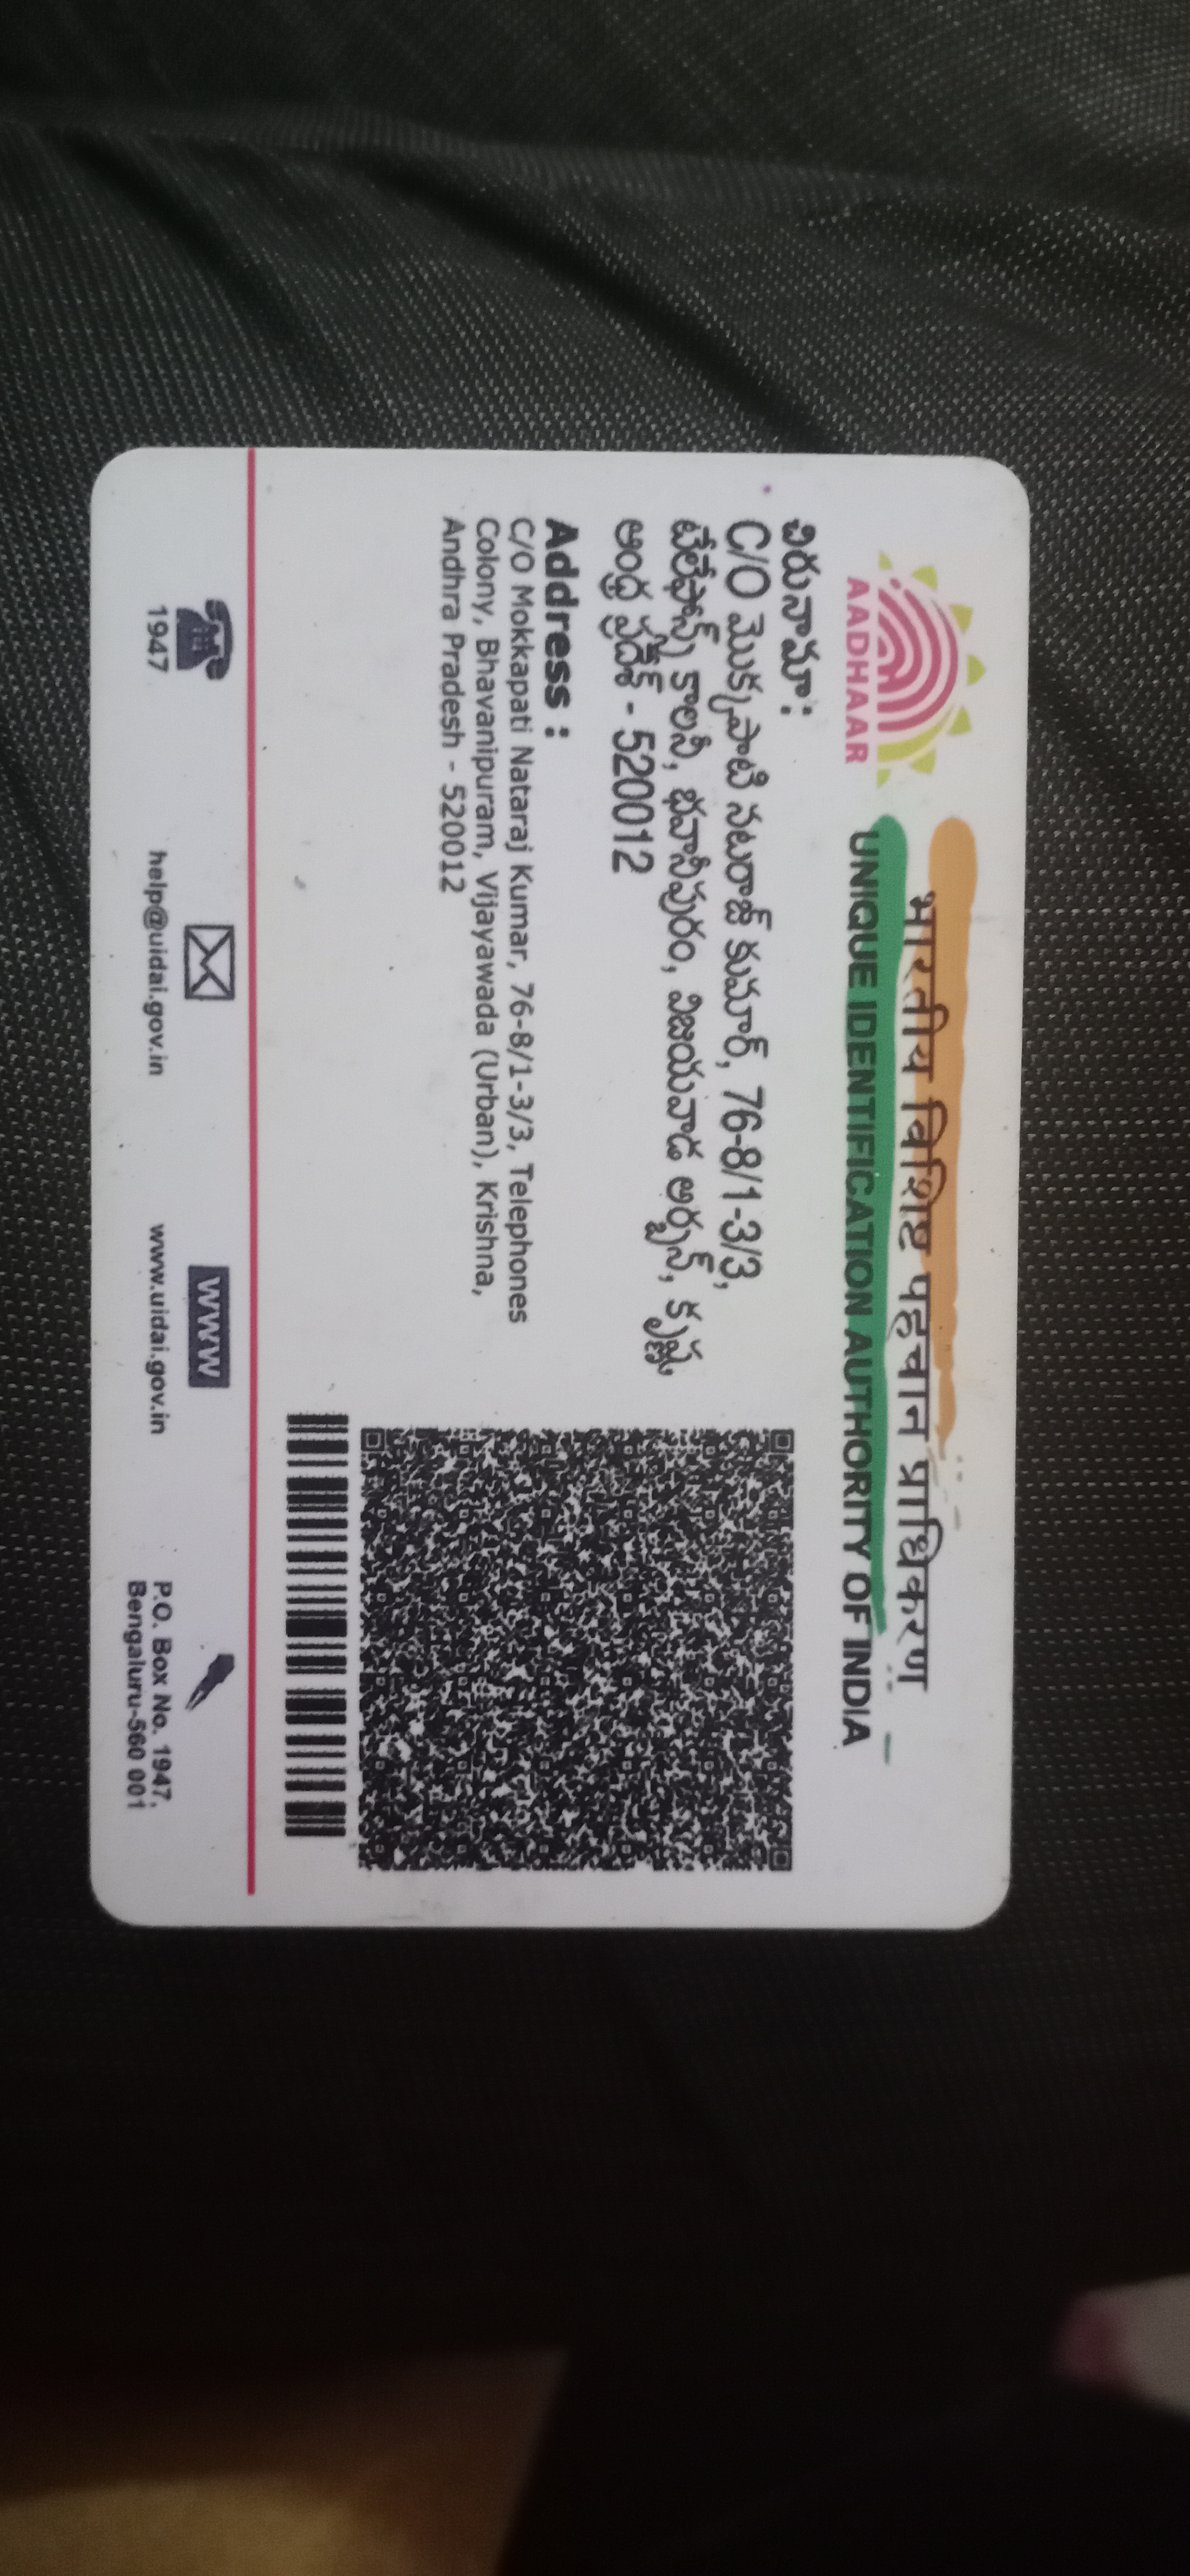 भारतीय विशिष्ट पहचान प्राधिकरण
UNIQUE IDENTIFICATION AUTHORITY OF INDIA
AADHAAR
చిరునామా:
C/O మొక్కపాటి నటరాజ్ కుమార్, 76-8/1-3/3,
టెలిఫోన్స్ కాలని, భవానిపురం, విజయవాడ అర్బన్, కృష్ణ
ఆంధ్ర ప్రదేశ్ - 520012
Address :
C/O Mokkapati Nataraj Kumar, 76-8/1-3/3, Telephones
Colony, Bhavanipuram, Vijayawada (Urban), Krishna,
Andhra Pradesh - 520012
1947
help@uidai.gov.in
www
www.uidai.gov.in
P.O. Box No. 1947,
Bengaluru-560 001